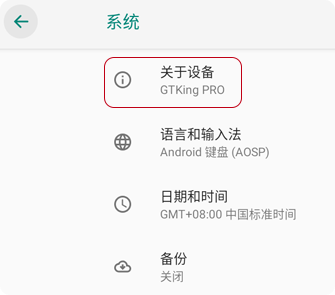 系统
关于设备
GTKing PRO
语言和输入法
Android 键盘 (AOSP)
日期和时间
GMT+08:00 中国标准时间
备份
关闭